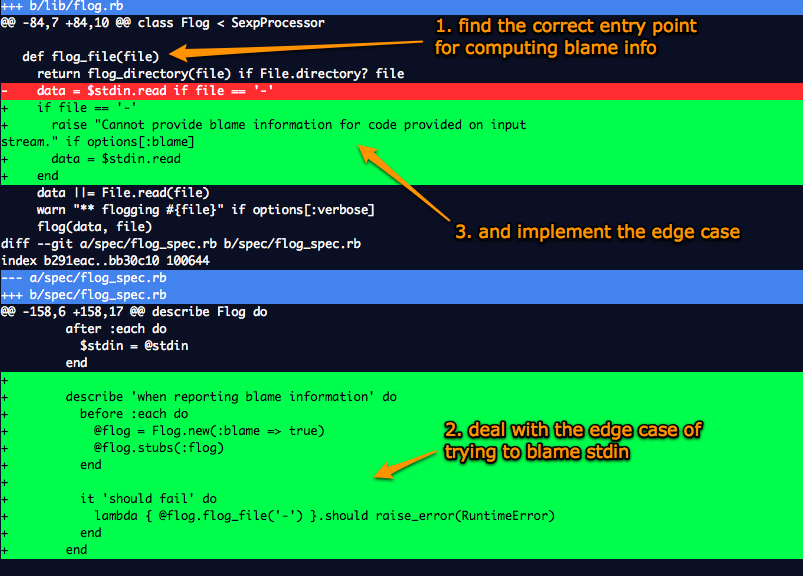 +++ b/lib/flog.rb
@@ -84,7 +84,10 @@ class Flog < SexpProcessor
1. find the correct entry point
for computing blame info
def flog_file(file)
return flog_directory(file) if File.directory? file
-    data = $stdin.read if file == '-'
+    if file == '-'
+      raise "Cannot provide blame information for code provided on input
stream." if options[:blame]
+      data = $stdin.read
+    end
data ||= File.read(file)
warn "** flogging #{file}" if options[:verbose]
flog(data, file)
3. and implement the edge case
diff --git a/spec/flog_spec.rb b/spec/flog_spec.rb
index b291eac..bb30c10 100644
--- a/spec/flog_spec.rb
+++ b/spec/flog_spec.rb
@@ -158,6 +158,17 @@ describe Flog do
after :each do
$stdin = @stdin
end
+
+        describe 'when reporting blame information' do
+          before :each do
+            @flog = Flog.new(:blame => true)
+            @flog.stubs(:flog)
+          end
2. deal with the edge case of
trying to blame stdin
+
+          it 'should fail' do
+            lambda { @flog.flog_file('-') }.should raise_error(RuntimeError)
+          end
+        end